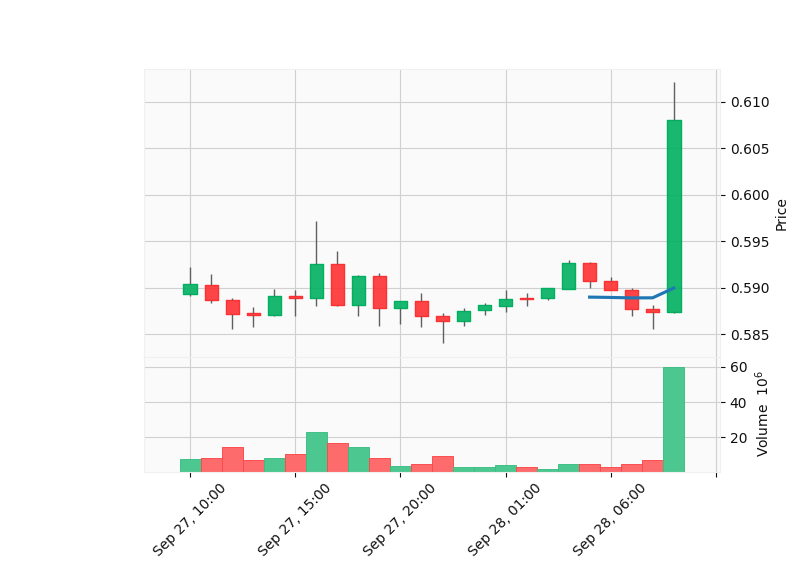 0.610
0.605
0.600
0.595
0.590
0.585
Price
60
40
20
Volume 10^6
Sep 27, 10:00
Sep 27, 15:00
Sep 27, 20:00
Sep 28, 01:00
Sep 28, 06:00